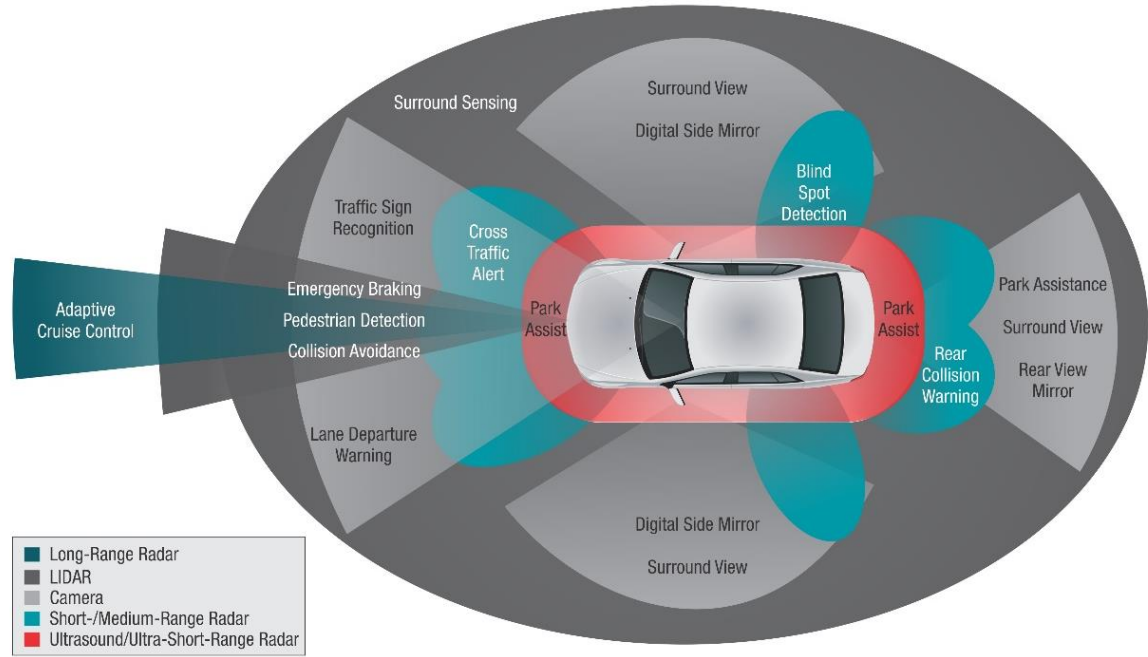 Surround Sensing
Surround View
Digital Side Mirror
Blind
Spot
Detection
Traffic Sign
Recognition
Cross
Traffic
Alert
Adaptive
Cruise Control
Emergency Braking
Pedestrian Detection
Collision Avoidance
Park
Assist
Park
Assist
Park Assistance
Surround View
Rear View
Mirror
Rear
Collision
Warning
Lane Departure
Warning
Digital Side Mirror
Surround View
Long-Range Radar
LIDAR
Camera
Short-/Medium-Range Radar
Ultrasound/Ultra-Short-Range Radar